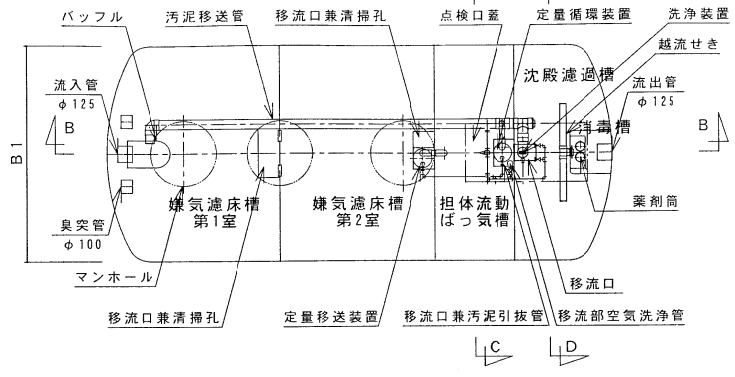 バッフル
汚泥移送管
移流口兼清掃孔
点検口蓋
定量循環装置
洗浄装置
越流せき
沈殿濾過槽
流入管
φ125
流出管
φ125
B
B
B1
消毒槽
嫌気濾床槽
第1室
嫌気濾床槽
第2室
担体流動
ばっ気槽
薬剤筒
臭突管
φ100
マンホール
移流口
移流口兼清掃孔
定量移送装置
移流口兼汚泥引抜管
移流部空気洗浄管
C
D